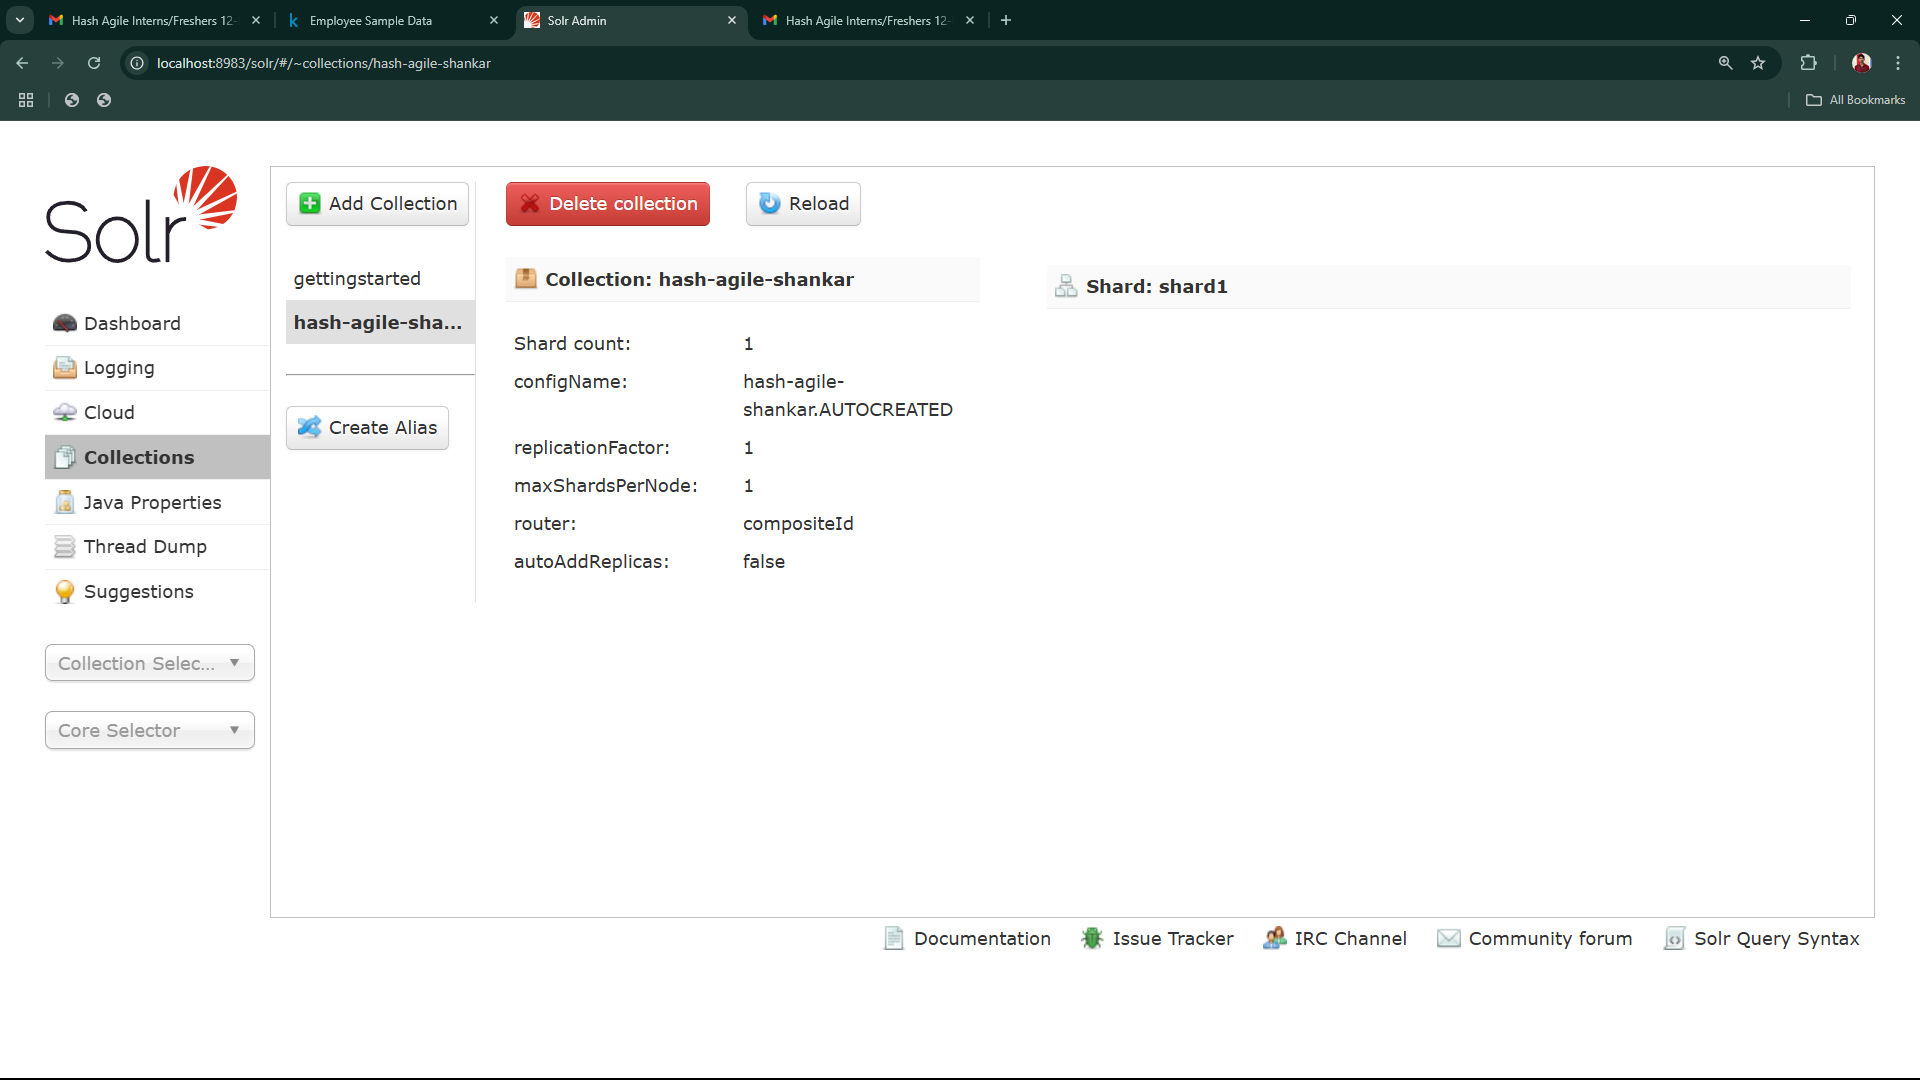 Hash Agile Interns/Freshers 12-
Employee Sample Data
Solr Admin
Hash Agile Interns/Freshers 12-
localhost:8983/solr/#/~collections/hash-agile-shankar
All Bookmarks
Solr
Dashboard
Logging
Cloud
Collections
Java Properties
Thread Dump
Suggestions
Collection Selec...
Core Selector
Add Collection
gettingstarted
hash-agile-sha...
Create Alias
Delete collection
Reload
Collection: hash-agile-shankar
Shard count: 1
configName: hash-agile-
shankar.AUTOCREATED
replicationFactor: 1
maxShardsPerNode: 1
router: compositeId
autoAddReplicas: false
Shard: shard1
Documentation
Issue Tracker
IRC Channel
Community forum
Solr Query Syntax